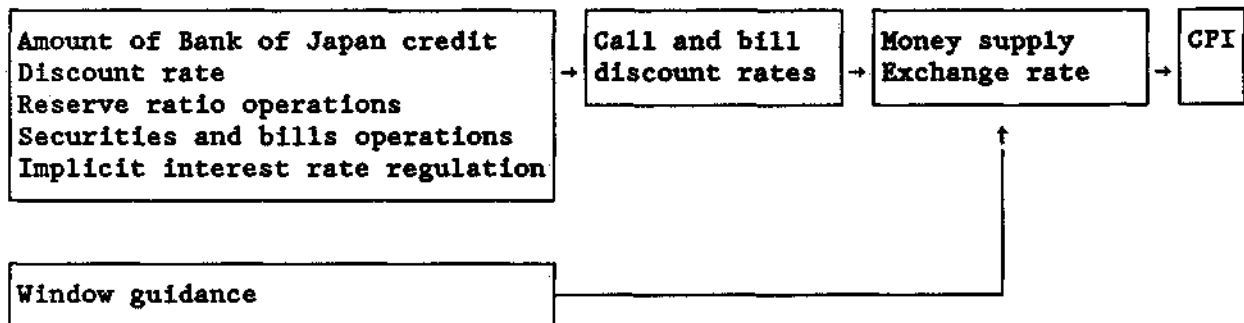 Amount of Bank of Japan credit
Discount rate
Reserve ratio operations
Securities and bills operations
Implicit interest rate regulation
→
Call and bill
discount rates
→
Money supply
Exchange rate
→
CPI
Window guidance